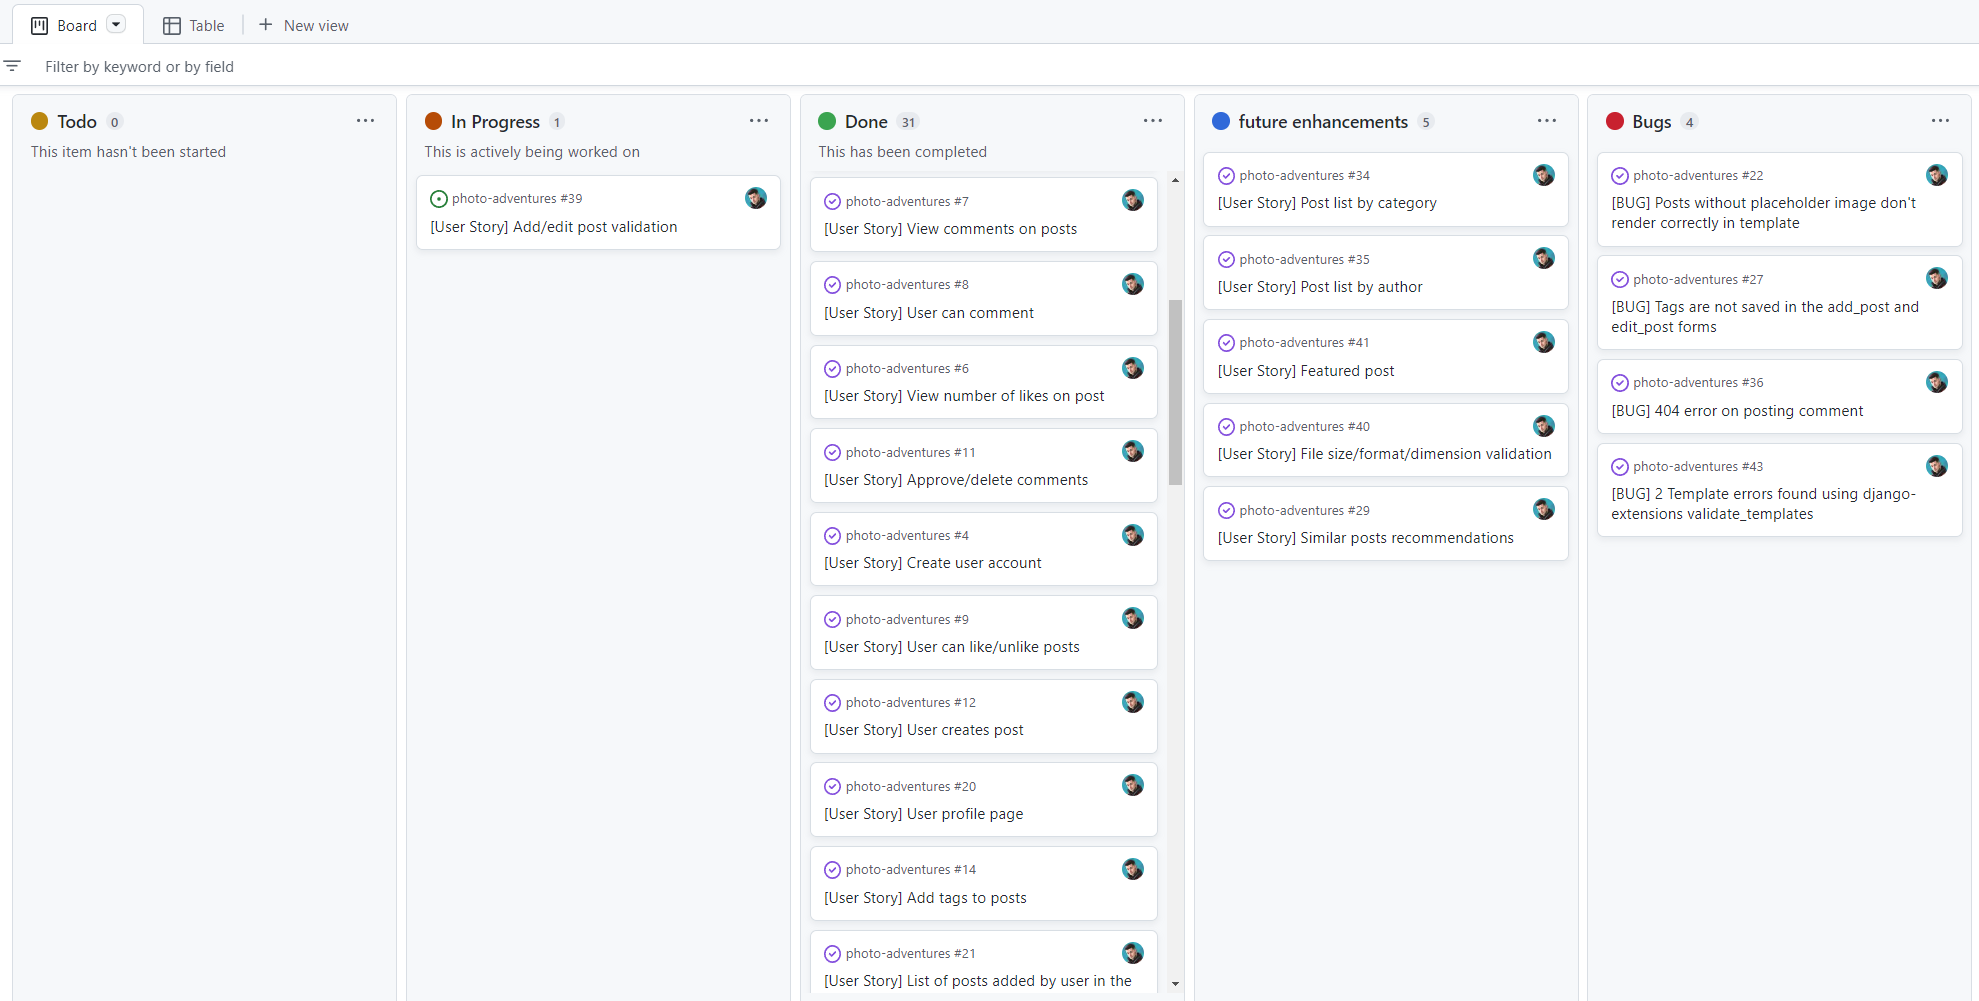 Board
Table
New view
Filter by keyword or by field
Todo 0
This item hasn't been started
In Progress 1
This is actively being worked on
photo-adventures #39
[User Story] Add/edit post validation
Done 31
This has been completed
photo-adventures #7
[User Story] View comments on posts
photo-adventures #8
[User Story] User can comment
photo-adventures #6
[User Story] View number of likes on post
photo-adventures #11
[User Story] Approve/delete comments
photo-adventures #4
[User Story] Create user account
photo-adventures #9
[User Story] User can like/unlike posts
photo-adventures #12
[User Story] User creates post
photo-adventures #20
[User Story] User profile page
photo-adventures #14
[User Story] Add tags to posts
photo-adventures #21
[User Story] List of posts added by user in the
future enhancements 5
photo-adventures #34
[User Story] Post list by category
photo-adventures #35
[User Story] Post list by author
photo-adventures #41
[User Story] Featured post
photo-adventures #40
[User Story] File size/format/dimension validation
photo-adventures #29
[User Story] Similar posts recommendations
Bugs 4
photo-adventures #22
[BUG] Posts without placeholder image don't
render correctly in template
photo-adventures #27
[BUG] Tags are not saved in the add_post and
edit_post forms
photo-adventures #36
[BUG] 404 error on posting comment
photo-adventures #43
[BUG] 2 Template errors found using django-
extensions validate_templates